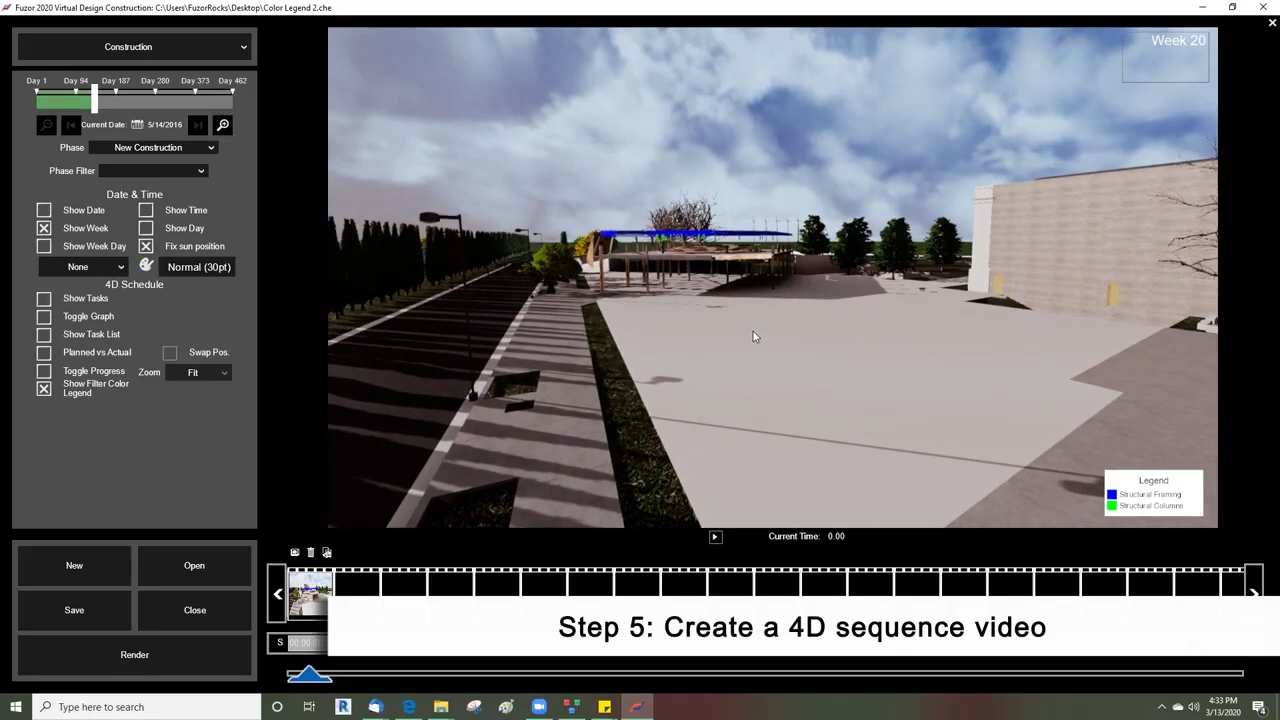 Fuzor 2020 Virtual Design Construction: C:\Users\FuzorRocks\Desktop\Color Legend 2.che
Construction
Day 1 Day 94 Day 187 Day 280 Day 373 Day 462
Current Date: 5/14/2016
Phase New Construction
Phase Filter
Date & Time
Show Date Show Time
Show Week Show Day
Show Week Day Fix sun position
None Normal (30pt)
4D Schedule
Show Tasks
Toggle Graph
Show Task List
Planned vs Actual Swap Pos.
Toggle Progress Zoom Fit
Show Filter Color
Legend
New Open
Save Close
Render
Week 20
Legend
Structural Framing
Structural Columns
Current Time: 0.00
S
Step 5: Create a 4D sequence video
Type here to search
4:33 PM
3/13/2020
4